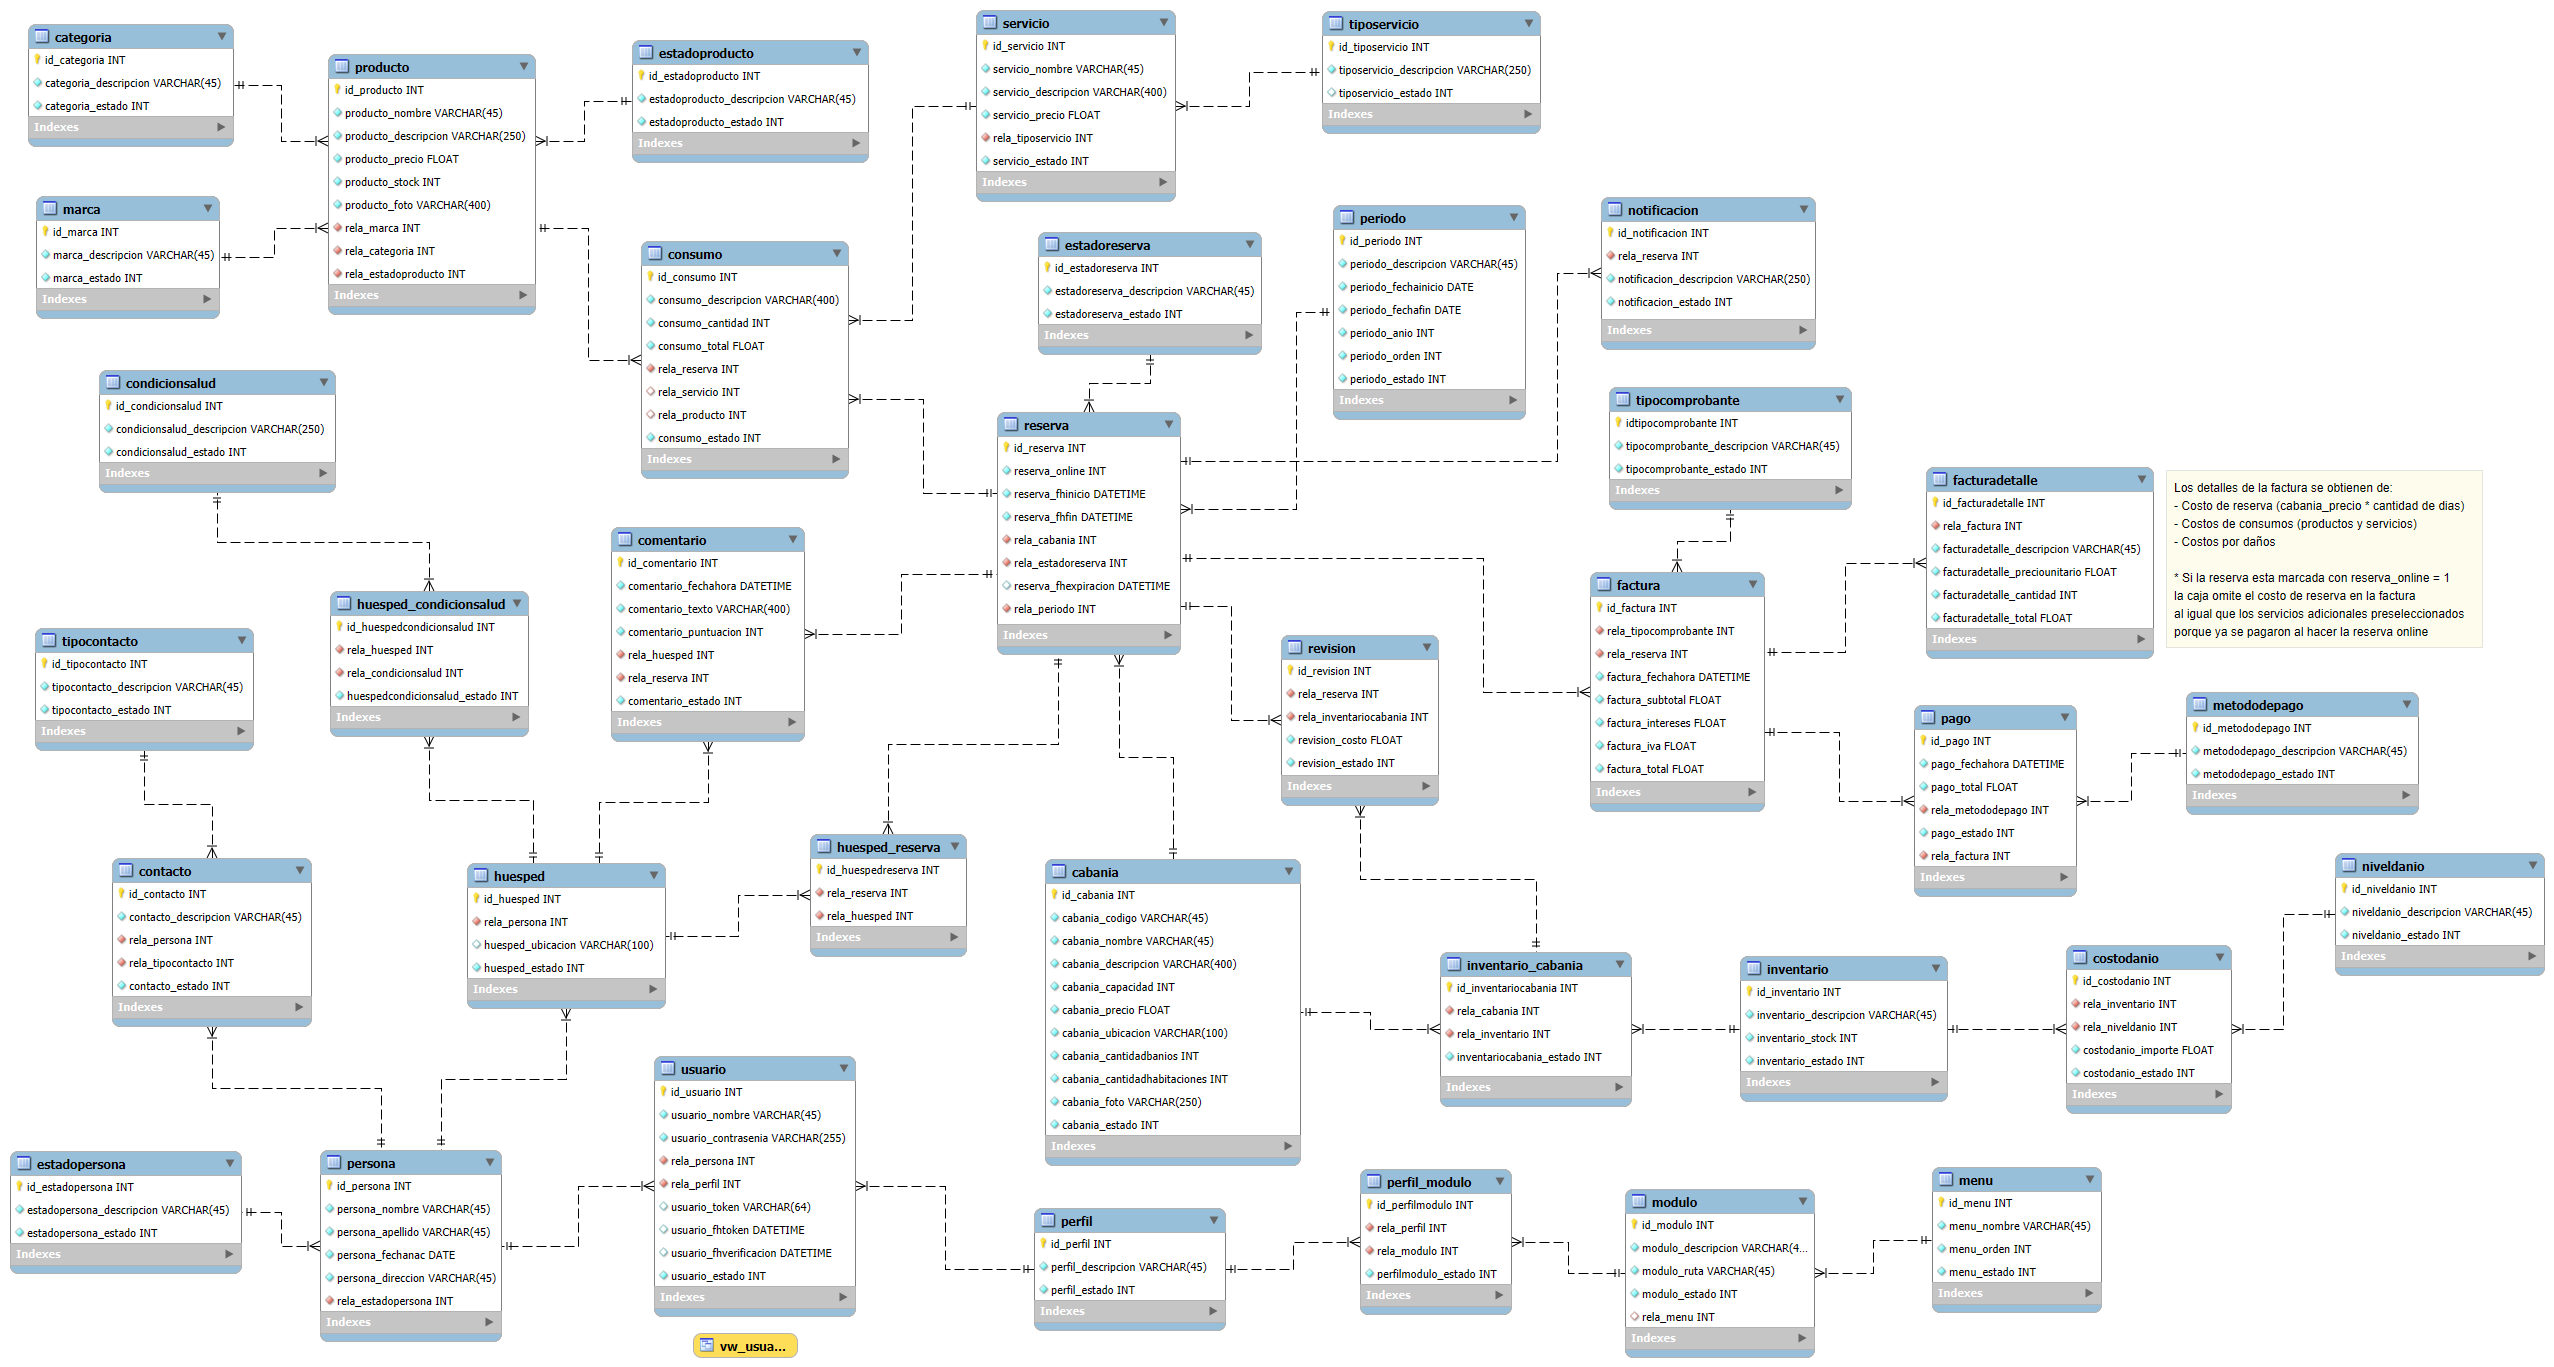 categoria
id_categoria INT
categoria_descripcion VARCHAR(45)
categoria_estado INT
Indexes
producto
id_producto INT
producto_nombre VARCHAR(45)
producto_descripcion VARCHAR(250)
producto_precio FLOAT
producto_stock INT
producto_foto VARCHAR(400)
rela_marca INT
rela_categoria INT
rela_estadoproducto INT
Indexes
estadoproducto
id_estadoproducto INT
estadoproducto_descripcion VARCHAR(45)
estadoproducto_estado INT
Indexes
servicio
id_servicio INT
servicio_nombre VARCHAR(45)
servicio_descripcion VARCHAR(400)
servicio_precio FLOAT
rela_tiposervicio INT
servicio_estado INT
Indexes
tiposervicio
id_tiposervicio INT
tiposervicio_descripcion VARCHAR(250)
tiposervicio_estado INT
Indexes
marca
id_marca INT
marca_descripcion VARCHAR(45)
marca_estado INT
Indexes
consumo
id_consumo INT
consumo_descripcion VARCHAR(400)
consumo_cantidad INT
consumo_total FLOAT
rela_reserva INT
rela_servicio INT
rela_producto INT
consumo_estado INT
Indexes
estadoreserva
id_estadoreserva INT
estadoreserva_descripcion VARCHAR(45)
estadoreserva_estado INT
Indexes
periodo
id_periodo INT
periodo_descripcion VARCHAR(45)
periodo_fechainicio DATE
periodo_fechafin DATE
periodo_anio INT
periodo_orden INT
periodo_estado INT
Indexes
notificacion
id_notificacion INT
rela_reserva INT
notificacion_descripcion VARCHAR(250)
notificacion_estado INT
Indexes
condicionsalud
id_condicionsalud INT
condicionsalud_descripcion VARCHAR(250)
condicionsalud_estado INT
Indexes
reserva
id_reserva INT
reserva_online INT
reserva_fhinicio DATETIME
reserva_fhfin DATETIME
rela_cabania INT
rela_estadoreserva INT
reserva_fhexpiracion DATETIME
rela_periodo INT
Indexes
tipocomprobante
idtipocomprobante INT
tipocomprobante_descripcion VARCHAR(45)
tipocomprobante_estado INT
Indexes
facturadetalle
id_facturadetalle INT
rela_factura INT
facturadetalle_descripcion VARCHAR(45)
facturadetalle_preciounitario FLOAT
facturadetalle_cantidad INT
facturadetalle_total FLOAT
Indexes
Los detalles de la factura se obtienen de:
- Costo de reserva (cabania_precio * cantidad de dias)
- Costos de consumos (productos y servicios)
- Costos por daños
* Si la reserva esta marcada con reserva_online = 1
la caja omite el costo de reserva en la factura
al igual que los servicios adicionales preseleccionados
porque ya se pagaron al hacer la reserva online
comentario
id_comentario INT
comentario_fechahora DATETIME
comentario_texto VARCHAR(400)
comentario_puntuacion INT
rela_huesped INT
rela_reserva INT
comentario_estado INT
Indexes
huesped_condicionsalud
id_huespedcondicionsalud INT
rela_huesped INT
rela_condicionsalud INT
huespedcondicionsalud_estado INT
Indexes
tipocontacto
id_tipocontacto INT
tipocontacto_descripcion VARCHAR(45)
tipocontacto_estado INT
Indexes
factura
id_factura INT
rela_tipocomprobante INT
rela_reserva INT
factura_fechahora DATETIME
factura_subtotal FLOAT
factura_intereses FLOAT
factura_iva FLOAT
factura_total FLOAT
Indexes
revision
id_revision INT
rela_reserva INT
rela_inventariocabania INT
revision_costo FLOAT
revision_estado INT
Indexes
pago
id_pago INT
pago_fechahora DATETIME
pago_total FLOAT
rela_metododepago INT
pago_estado INT
rela_factura INT
Indexes
metododepago
id_metododepago INT
metododepago_descripcion VARCHAR(45)
metododepago_estado INT
Indexes
contacto
id_contacto INT
contacto_descripcion VARCHAR(45)
rela_persona INT
rela_tipocontacto INT
contacto_estado INT
Indexes
huesped
id_huesped INT
rela_persona INT
huesped_ubicacion VARCHAR(100)
huesped_estado INT
Indexes
huesped_reserva
id_huespedreserva INT
rela_reserva INT
rela_huesped INT
Indexes
cabania
id_cabania INT
cabania_codigo VARCHAR(45)
cabania_nombre VARCHAR(45)
cabania_descripcion VARCHAR(400)
cabania_capacidad INT
cabania_precio FLOAT
cabania_ubicacion VARCHAR(100)
cabania_cantidadbanios INT
cabania_cantidadhabitaciones INT
cabania_foto VARCHAR(250)
cabania_estado INT
Indexes
inventario_cabania
id_inventariocabania INT
rela_cabania INT
rela_inventario INT
inventariocabania_estado INT
Indexes
inventario
id_inventario INT
inventario_descripcion VARCHAR(45)
inventario_stock INT
inventario_estado INT
Indexes
costodanio
id_costodanio INT
rela_inventario INT
rela_niveldanio INT
costodanio_importe FLOAT
costodanio_estado INT
Indexes
niveldanio
id_niveldanio INT
niveldanio_descripcion VARCHAR(45)
niveldanio_estado INT
Indexes
estadopersona
id_estadopersona INT
estadopersona_descripcion VARCHAR(45)
estadopersona_estado INT
Indexes
persona
id_persona INT
persona_nombre VARCHAR(45)
persona_apellido VARCHAR(45)
persona_fechanac DATE
persona_direccion VARCHAR(45)
rela_estadopersona INT
Indexes
usuario
id_usuario INT
usuario_nombre VARCHAR(45)
usuario_contrasenia VARCHAR(255)
rela_persona INT
rela_perfil INT
usuario_token VARCHAR(64)
usuario_fhtoken DATETIME
usuario_fhverificacion DATETIME
usuario_estado INT
Indexes
vw_usua...
perfil
id_perfil INT
perfil_descripcion VARCHAR(45)
perfil_estado INT
Indexes
perfil_modulo
id_perfilmodulo INT
rela_perfil INT
rela_modulo INT
perfilmodulo_estado INT
Indexes
modulo
id_modulo INT
modulo_descripcion VARCHAR(4...
modulo_ruta VARCHAR(45)
modulo_estado INT
rela_menu INT
Indexes
menu
id_menu INT
menu_nombre VARCHAR(45)
menu_orden INT
menu_estado INT
Indexes